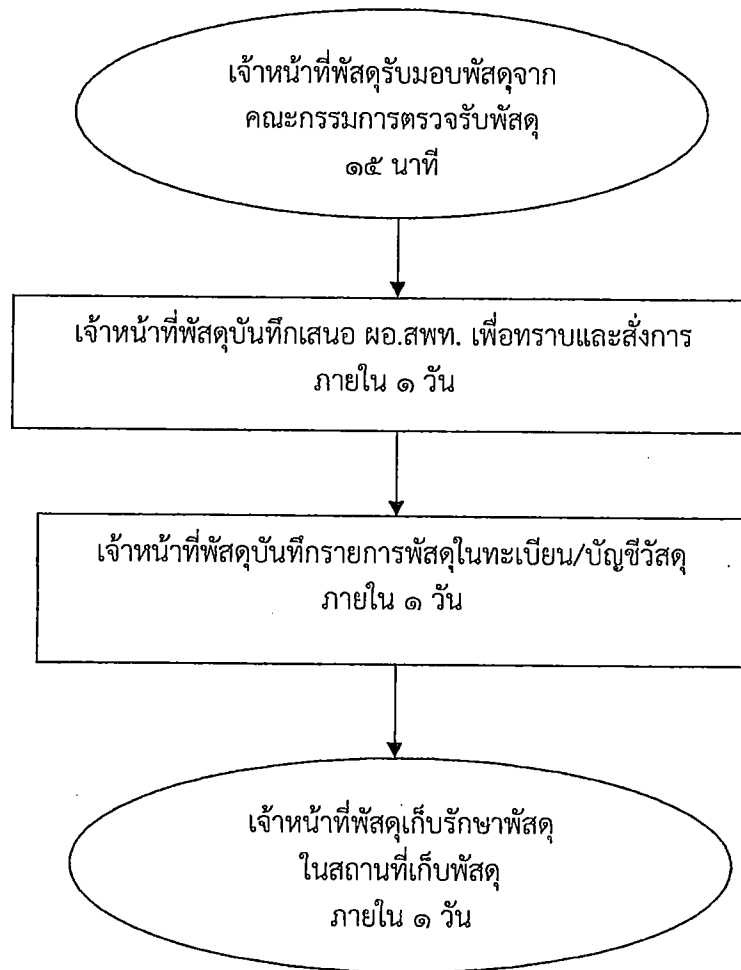 เจ้าหน้าที่พัสดุรับมอบพัสดุจาก
คณะกรรมการตรวจรับพัสดุ
๑๕ นาที
เจ้าหน้าที่พัสดุบันทึกเสนอ ผอ.สพท. เพื่อทราบและสั่งการ
ภายใน ๑ วัน
เจ้าหน้าที่พัสดุบันทึกรายการพัสดุในทะเบียน/บัญชีวัสดุ
ภายใน ๑ วัน
เจ้าหน้าที่พัสดุเก็บรักษาพัสดุ
ในสถานที่เก็บพัสดุ
ภายใน ๑ วัน